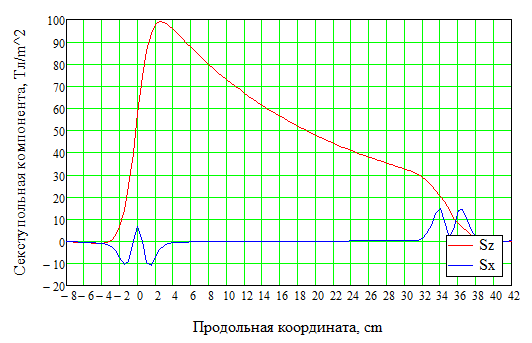 Секступольная компонента, Тл/m^2
100
90
80
70
60
50
40
30
20
10
0
−10
−20
−8 −6 −4 −2 0 2 4 6 8 10 12 14 16 18 20 22 24 26 28 30 32 34 36 38 40 42
Sz
Sx
Продольная координата, cm